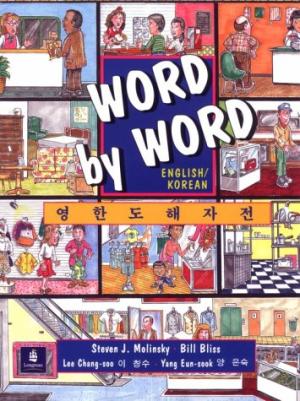 WORD
by WORD
ENGLISH/
KOREAN
영한도해자전
Steven J. Molinsky · Bill Bliss
Lee Chang-soo 이 창수 · Yang Eun-sook 양 은숙
Longman